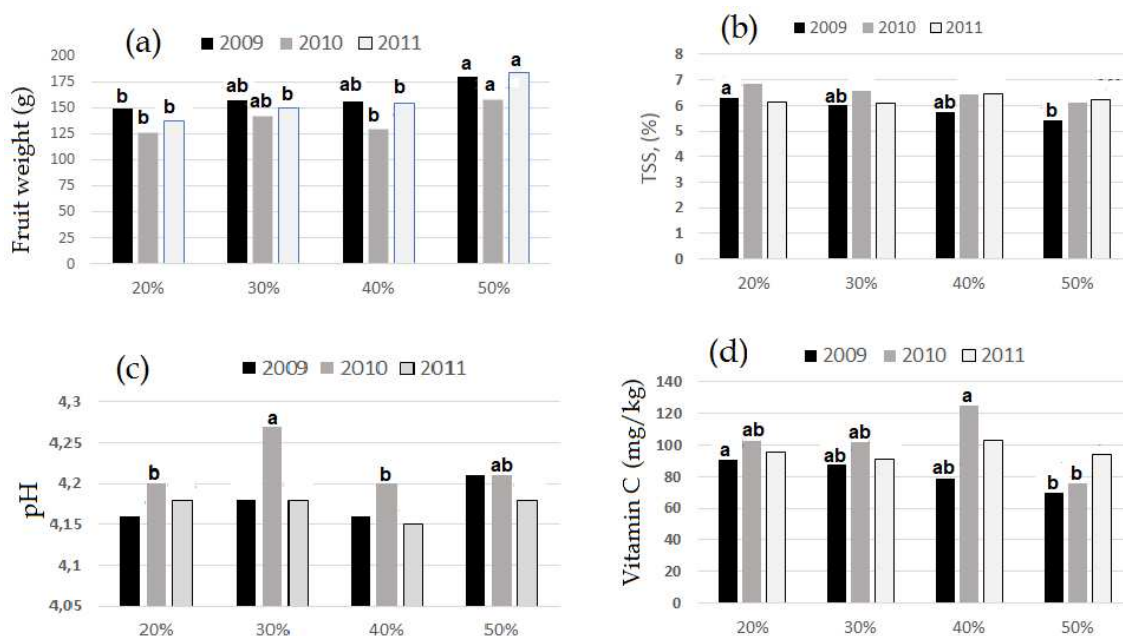 (a)
2009 2010 2011
Fruit weight (g)
200
175
150
125
100
75
50
25
0
b b b
ab ab b
ab b b
a a a
20% 30% 40% 50%
(b)
2009 2010 2011
TSS, (%)
8
7
6
5
4
3
2
1
0
a ab ab b
20% 30% 40% 50%
(c)
2009 2010 2011
pH
4,3
4,25
4,2
4,15
4,1
4,05
b a b ab
20% 30% 40% 50%
(d)
2009 2010 2011
Vitamin C (mg/kg)
140
120
100
80
60
40
20
0
a ab
ab ab
ab a
b b
20% 30% 40% 50%